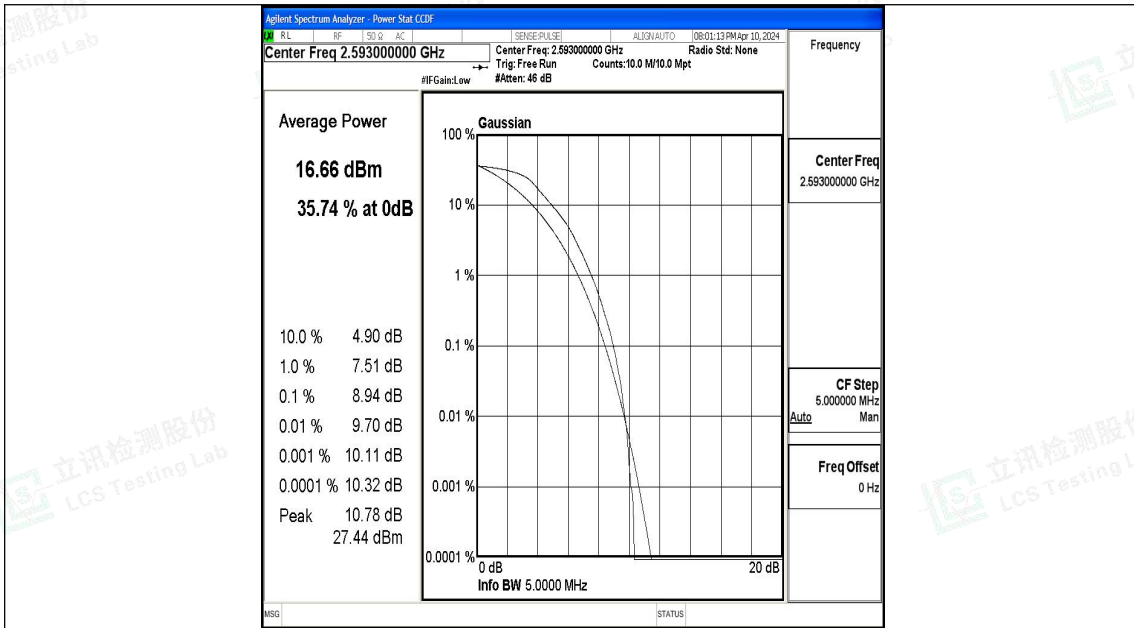 Agilent Spectrum Analyzer - Power Stat CCDF
RL RF 50 Ω AC SENSE:PULSE ALIGN AUTO 08:01:13 PM Apr 10, 2024
Center Freq 2.593000000 GHz
Center Freq: 2.593000000 GHz Radio Std: None
Trig: Free Run Counts:10.0 M/10.0 Mpt
#IFGain:Low #Atten: 46 dB
Frequency
Average Power
16.66 dBm
35.74 % at 0dB
10.0 % 4.90 dB
1.0 % 7.51 dB
0.1 % 8.94 dB
0.01 % 9.70 dB
0.001 % 10.11 dB
0.0001 % 10.32 dB
Peak 10.78 dB
27.44 dBm
Gaussian
100 %
10 %
1 %
0.1 %
0.01 %
0.001 %
0.0001 %
0 dB 20 dB
Info BW 5.0000 MHz
Center Freq
2.593000000 GHz
CF Step
5.000000 MHz
Auto Man
Freq Offset
0 Hz
MSG STATUS
立讯检测股份
LCS Testing Lab
立讯检测股份
LCS Testing L
测股份
sting Lab
立